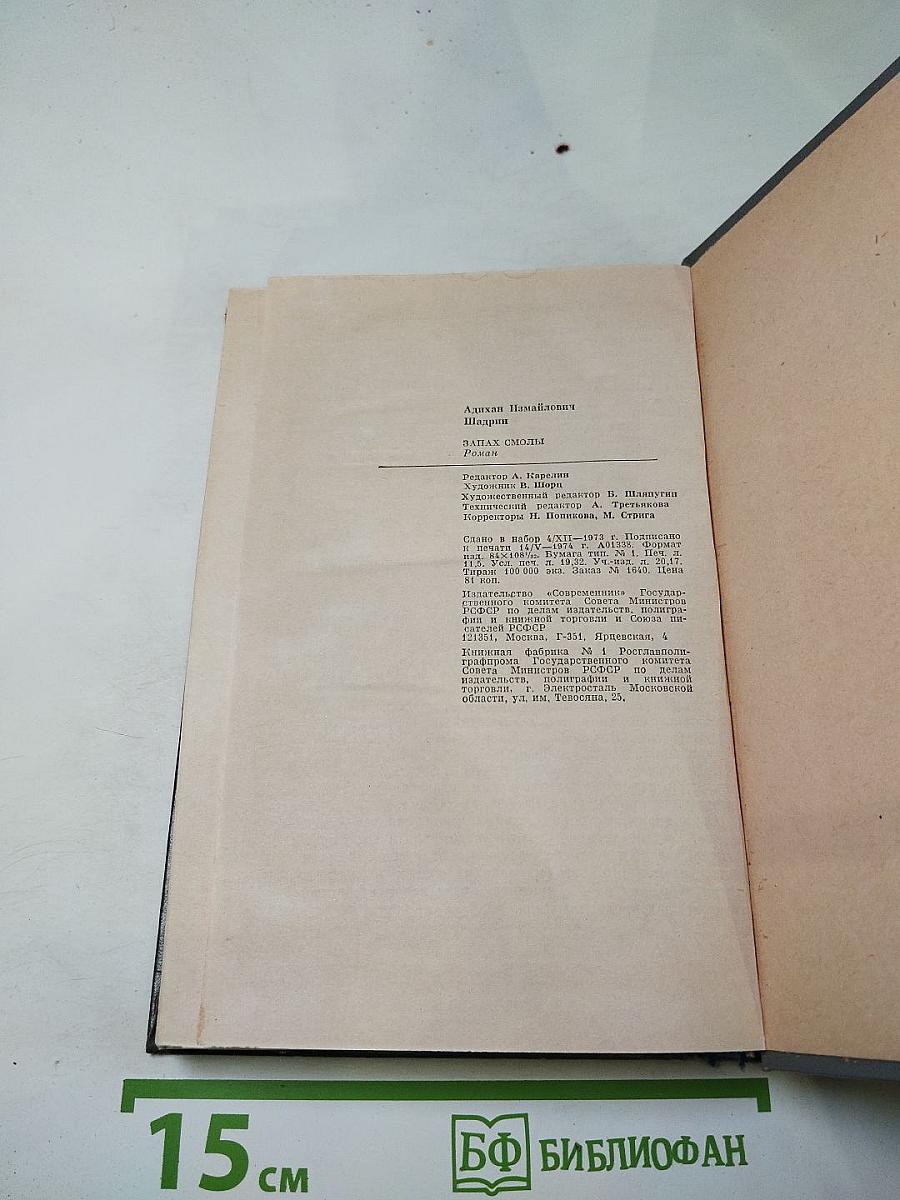 Адихан Измайлович
Шадрин
ЗАПАХ СМОЛЫ
Роман
Редактор А. Карелин
Художник В. Шорц
Художественный редактор Б. Шляпугин
Технический редактор А. Третьякова
Корректоры Н. Попикова, М. Стрига
Сдано в набор 4/XII—1973 г. Подписано
к печати 14/V—1974 г. А01338. Формат
изд. 84×108¹/₃₂. Бумага тип. № 1. Печ. л.
11,5. Усл. печ. л. 19,32. Уч.-изд. л. 20,17.
Тираж 100 000 экз. Заказ № 1640. Цена
81 коп.
Издательство «Современник» Государ-
ственного комитета Совета Министров
РСФСР по делам издательств, полигра-
фии и книжной торговли и Союза пи-
сателей РСФСР
121351, Москва, Г-351, Ярцевская, 4
Книжная фабрика № 1 Росглавполи-
графпрома Государственного комитета
Совета Министров РСФСР по делам
издательств, полиграфии и книжной
торговли, г. Электросталь Московской
области, ул. им. Тевосяна, 25.
15 см
БФ БИБЛИОФАН